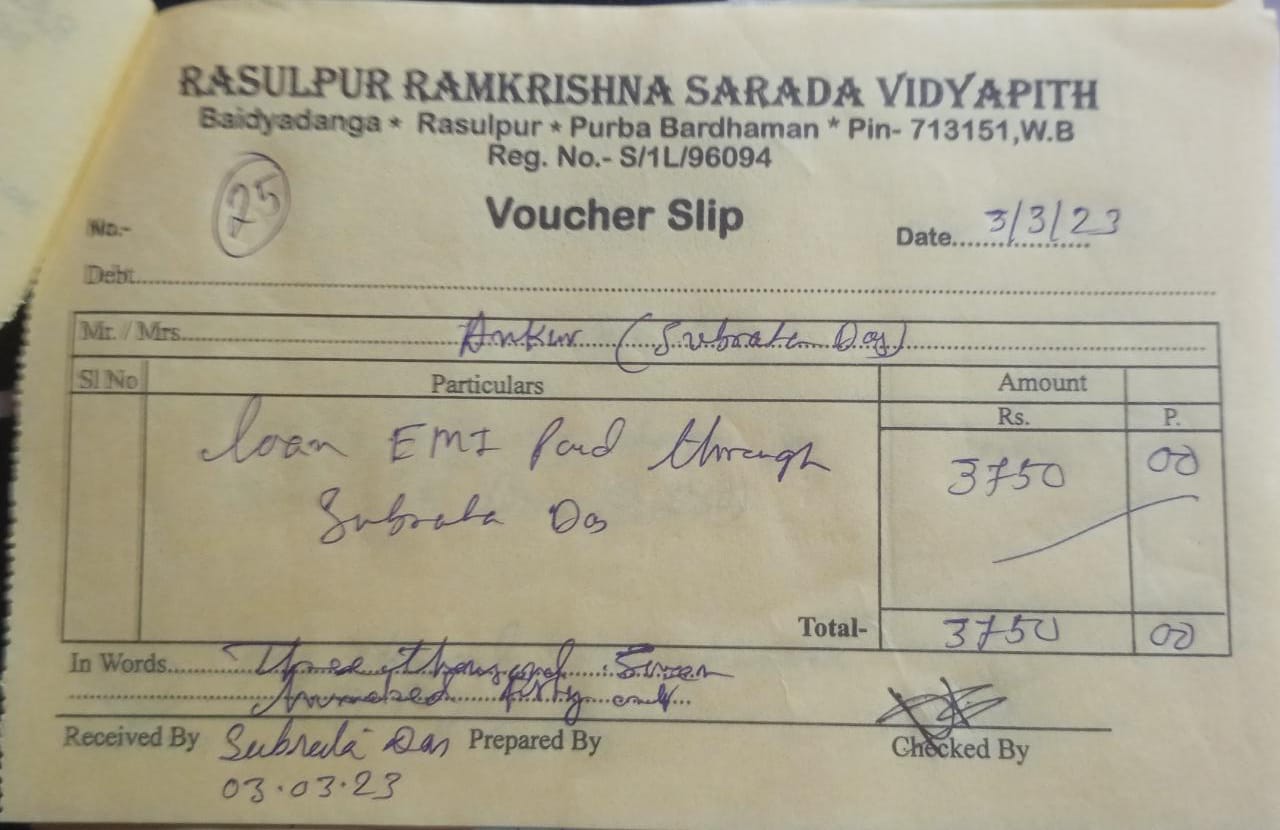 RASULPUR RAMKRISHNA SARADA VIDYAPITH
Baidyadanga * Rasulpur * Purba Bardhaman * Pin- 713151,W.B
Reg. No.- S/1L/96094
No.- 75 Voucher Slip Date 3/3/23
Debt
Mr. / Mrs. Ankur (Subrata Das)
Sl No Particulars Amount
Rs. P.
loan EMI Paid through 3750 00
Subrata Das
Total- 3750 00
In Words Three thousand Seven
hundred fifty only
Received By Subrata Das Prepared By Checked By
03.03.23